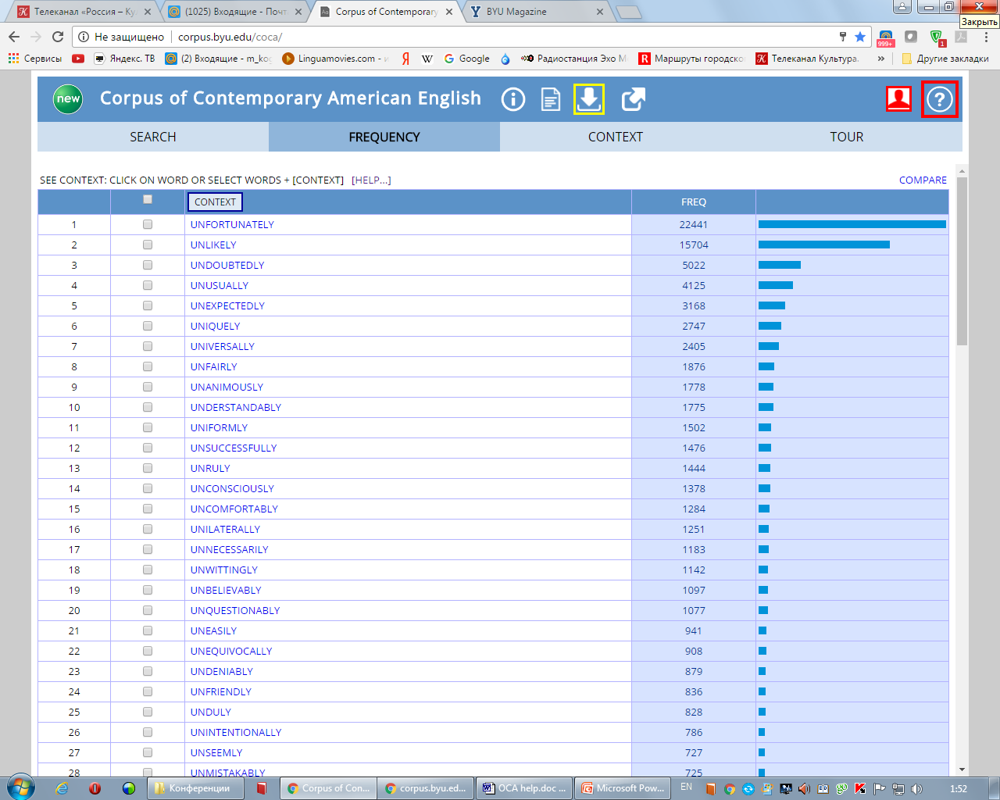 Телеканал «Россия – Ку
(1025) Входящие - Почт
Corpus of Contemporary
BYU Magazine
Закрыть
Не защищено
corpus.byu.edu/coca/
999+
1
Сервисы
Яндекс. ТВ
(2) Входящие - m_kog
Linguamovies.com - и
Я
W
Google
Радиостанция Эхо М
Маршруты городско
Телеканал Культура.
»
Другие закладки
new
Corpus of Contemporary American English
SEARCH
FREQUENCY
CONTEXT
TOUR
SEE CONTEXT: CLICK ON WORD OR SELECT WORDS + [CONTEXT] [HELP...]
COMPARE
CONTEXT
FREQ
1 UNFORTUNATELY 22441
2 UNLIKELY 15704
3 UNDOUBTEDLY 5022
4 UNUSUALLY 4125
5 UNEXPECTEDLY 3168
6 UNIQUELY 2747
7 UNIVERSALLY 2405
8 UNFAIRLY 1876
9 UNANIMOUSLY 1778
10 UNDERSTANDABLY 1775
11 UNIFORMLY 1502
12 UNSUCCESSFULLY 1476
13 UNRULY 1444
14 UNCONSCIOUSLY 1378
15 UNCOMFORTABLY 1284
16 UNILATERALLY 1251
17 UNNECESSARILY 1183
18 UNWITTINGLY 1142
19 UNBELIEVABLY 1097
20 UNQUESTIONABLY 1077
21 UNEASILY 941
22 UNEQUIVOCALLY 908
23 UNDENIABLY 879
24 UNFRIENDLY 836
25 UNDULY 828
26 UNINTENTIONALLY 786
27 UNSEEMLY 727
28 UNMISTAKABLY 725
Конференции
Corpus of Con...
corpus.byu.ed...
OCA help.doc ...
Microsoft Pow...
EN
1:52